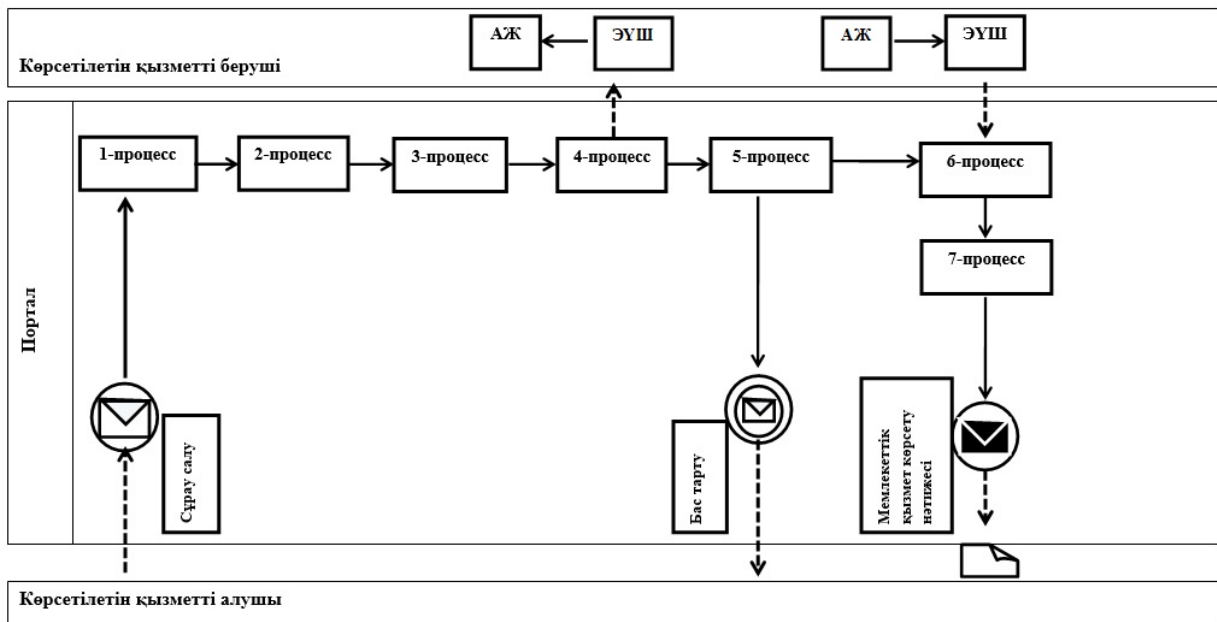 АЖ
ЭҮШ
АЖ
ЭҮШ
Көрсетілетін қызметті беруші
1-процесс
2-процесс
3-процесс
4-процесс
5-процесс
6-процесс
7-процесс
Портал
Сұрау салу
Бас тарту
Мемлекеттік
қызмет көрсету
нәтижесі
Көрсетілетін қызметті алушы